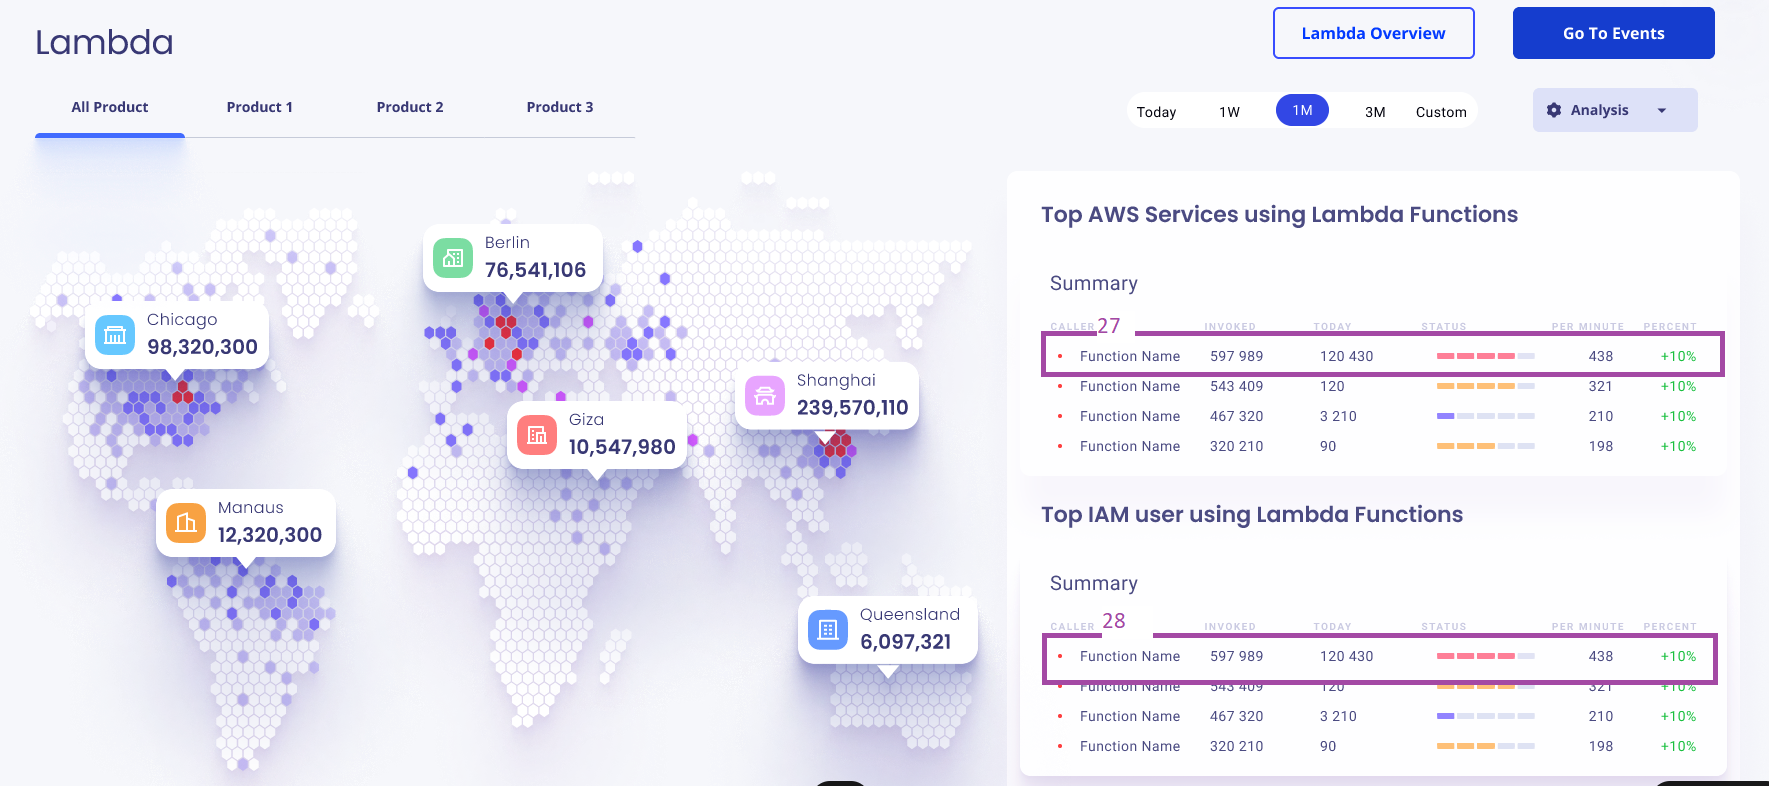 Lambda
Lambda Overview
Go To Events
All Product
Product 1
Product 2
Product 3
Today
1W
1M
3M
Custom
Analysis
Berlin
76,541,106
Chicago
98,320,300
Shanghai
239,570,110
Giza
10,547,980
Manaus
12,320,300
Queensland
6,097,321
Top AWS Services using Lambda Functions
Summary
CALLER 27 INVOKED TODAY STATUS PER MINUTE PERCENT
Function Name 597 989 120 430 438 +10%
Function Name 543 409 120 321 +10%
Function Name 467 320 3 210 210 +10%
Function Name 320 210 90 198 +10%
Top IAM user using Lambda Functions
Summary
CALLER 28 INVOKED TODAY STATUS PER MINUTE PERCENT
Function Name 597 989 120 430 438 +10%
Function Name 543 409 120 321 +10%
Function Name 467 320 3 210 210 +10%
Function Name 320 210 90 198 +10%